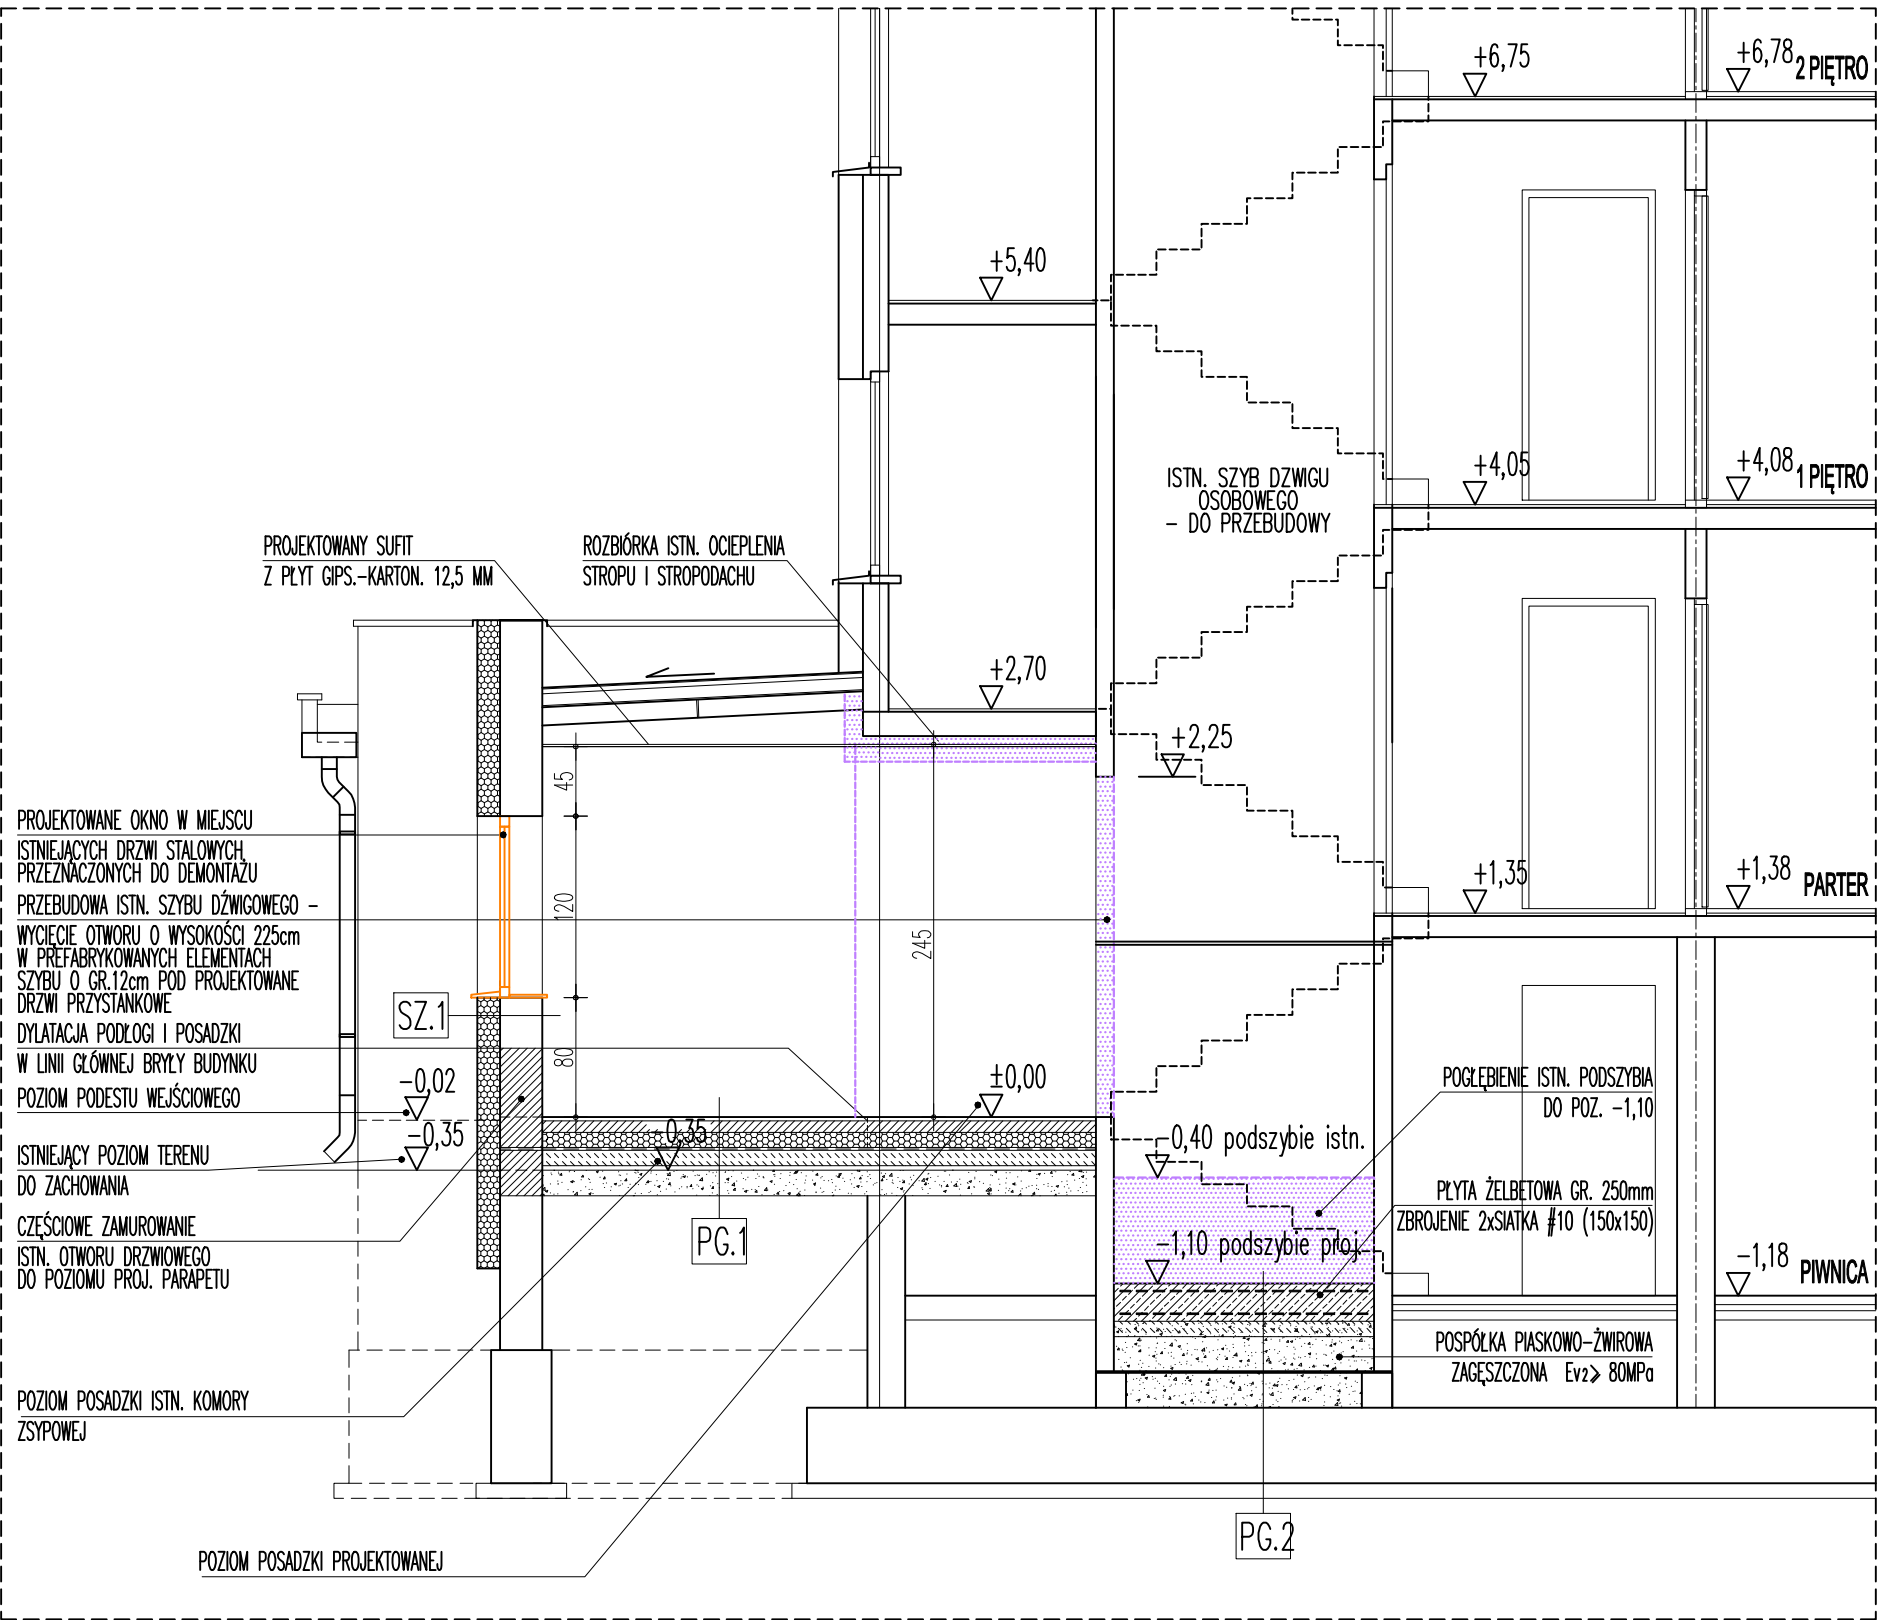 +6,75
+6,78
2 PIĘTRO
+5,40
ISTN. SZYB DZWIGU
OSOBOWEGO
- DO PRZEBUDOWY
+4,05
+4,08
1 PIĘTRO
PROJEKTOWANY SUFIT
Z PŁYT GIPS.-KARTON. 12,5 MM
ROZBIÓRKA ISTN. OCIEPLENIA
STROPU I STROPODACHU
+2,70
+2,25
45
120
80
245
+1,35
+1,38
PARTER
PROJEKTOWANE OKNO W MIEJSCU
ISTNIEJĄCYCH DRZWI STALOWYCH,
PRZEZNACZONYCH DO DEMONTAŻU
PRZEBUDOWA ISTN. SZYBU DŹWIGOWEGO -
WYCIĘCIE OTWORU O WYSOKOŚCI 225cm
W PREFABRYKOWANYCH ELEMENTACH
SZYBU O GR.12cm POD PROJEKTOWANE
DRZWI PRZYSTANKOWE
SZ.1
DYLATACJA PODŁOGI I POSADZKI
W LINII GŁÓWNEJ BRYŁY BUDYNKU
POZIOM PODESTU WEJŚCIOWEGO
-0,02
-0,35
-0,35
±0,00
ISTNIEJĄCY POZIOM TERENU
DO ZACHOWANIA
CZĘŚCIOWE ZAMUROWANIE
ISTN. OTWORU DRZWIOWEGO
DO POZIOMU PROJ. PARAPETU
PG.1
POGŁĘBIENIE ISTN. PODSZYBIA
DO POZ. -1,10
-0,40 podszybie istn.
PŁYTA ŻELBETOWA GR. 250mm
ZBROJENIE 2xSIATKA #10 (150x150)
-1,10 podszybie proj.
-1,18
PIWNICA
POSPÓŁKA PIASKOWO-ŻWIROWA
ZAGĘSZCZONA Ev2⩾ 80MPa
POZIOM POSADZKI ISTN. KOMORY
ZSYPOWEJ
PG.2
POZIOM POSADZKI PROJEKTOWANEJ